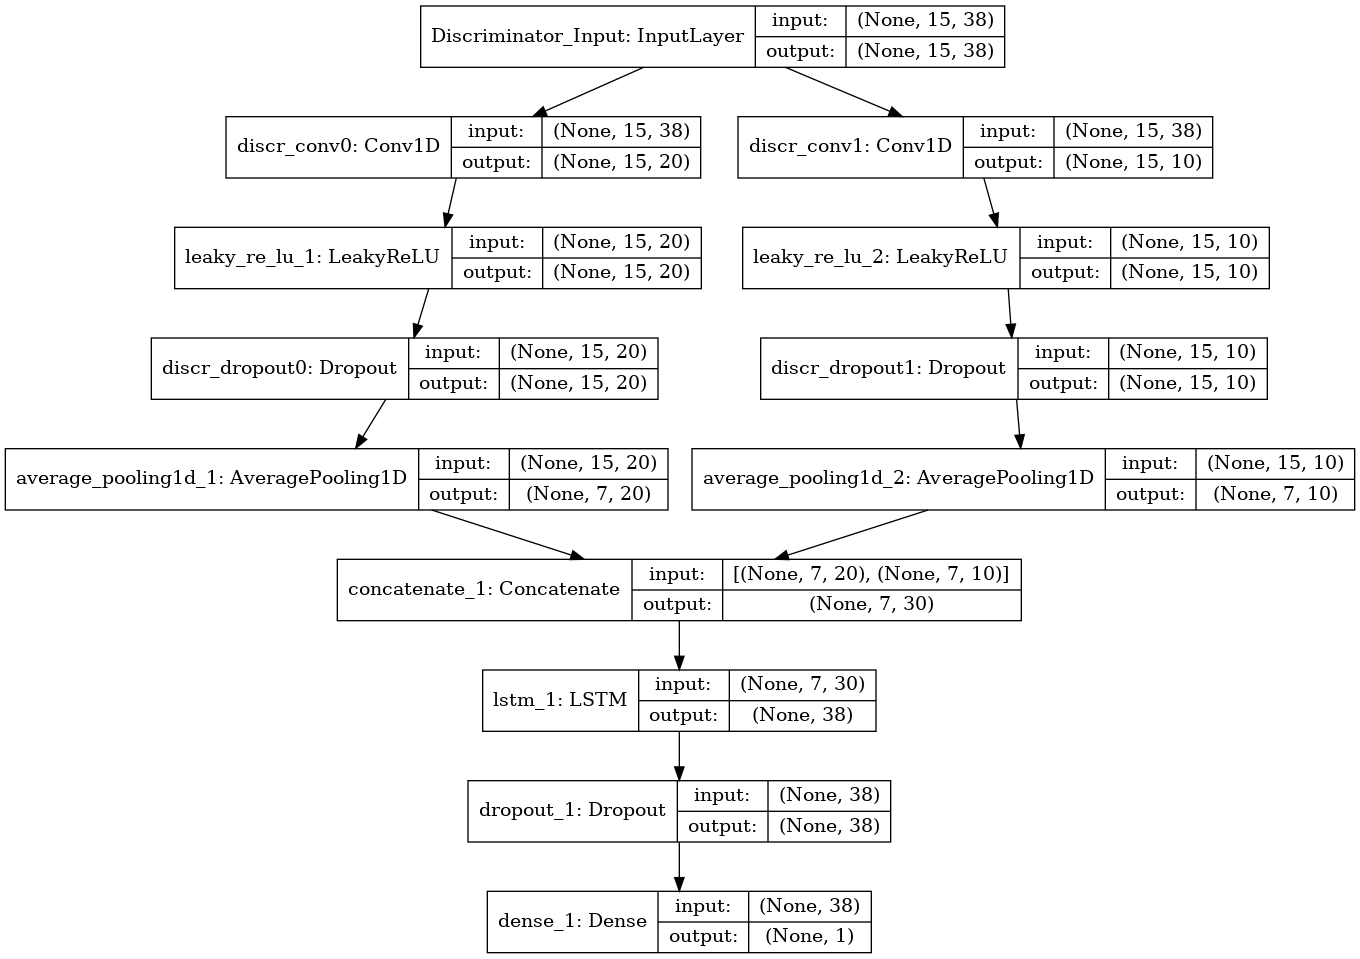 Discriminator_Input: InputLayer
input: (None, 15, 38)
output: (None, 15, 38)
discr_conv0: Conv1D
input: (None, 15, 38)
output: (None, 15, 20)
discr_conv1: Conv1D
input: (None, 15, 38)
output: (None, 15, 10)
leaky_re_lu_1: LeakyReLU
input: (None, 15, 20)
output: (None, 15, 20)
leaky_re_lu_2: LeakyReLU
input: (None, 15, 10)
output: (None, 15, 10)
discr_dropout0: Dropout
input: (None, 15, 20)
output: (None, 15, 20)
discr_dropout1: Dropout
input: (None, 15, 10)
output: (None, 15, 10)
average_pooling1d_1: AveragePooling1D
input: (None, 15, 20)
output: (None, 7, 20)
average_pooling1d_2: AveragePooling1D
input: (None, 15, 10)
output: (None, 7, 10)
concatenate_1: Concatenate
input: [(None, 7, 20), (None, 7, 10)]
output: (None, 7, 30)
lstm_1: LSTM
input: (None, 7, 30)
output: (None, 38)
dropout_1: Dropout
input: (None, 38)
output: (None, 38)
dense_1: Dense
input: (None, 38)
output: (None, 1)